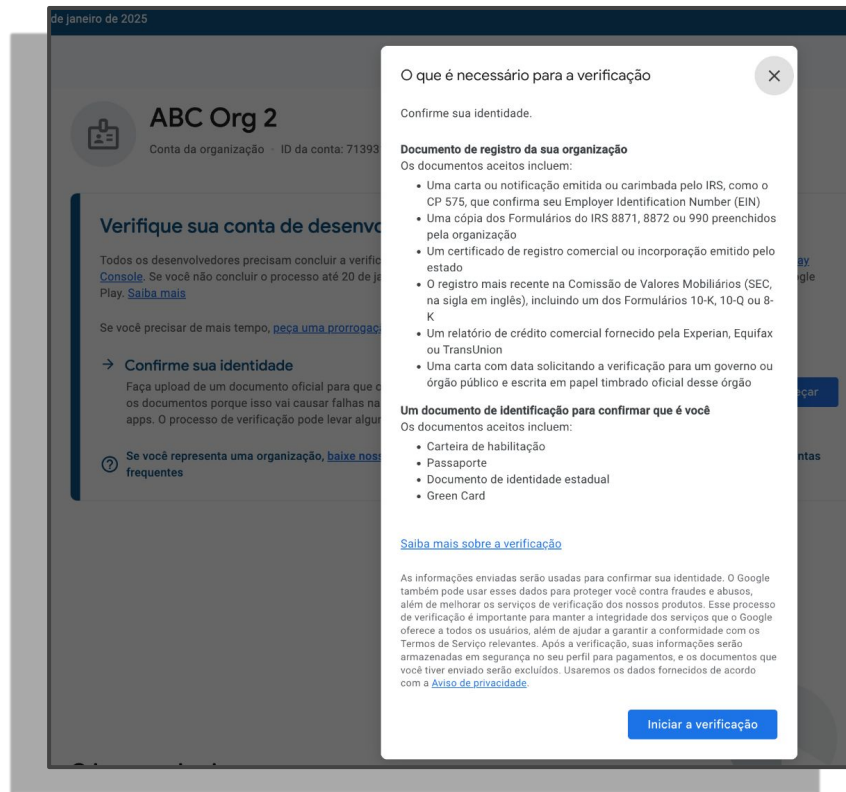 de janeiro de 2025
ABC Org 2
Conta da organização · ID da conta: 71393
Verifique sua conta de desenvo
Todos os desenvolvedores precisam concluir a verific
ay
Console. Se você não concluir o processo até 20 de ja
ogle
Play. Saiba mais
Se você precisar de mais tempo, peça uma prorrogaç
→ Confirme sua identidade
Faça upload de um documento oficial para que c
os documentos porque isso vai causar falhas na
eçar
apps. O processo de verificação pode levar algur
Se você representa uma organização, baixe noss
ntas
frequentes
O que é necessário para a verificação
Confirme sua identidade.
Documento de registro da sua organização
Os documentos aceitos incluem:
• Uma carta ou notificação emitida ou carimbada pelo IRS, como o
CP 575, que confirma seu Employer Identification Number (EIN)
• Uma cópia dos Formulários do IRS 8871, 8872 ou 990 preenchidos
pela organização
• Um certificado de registro comercial ou incorporação emitido pelo
estado
• O registro mais recente na Comissão de Valores Mobiliários (SEC,
na sigla em inglês), incluindo um dos Formulários 10-K, 10-Q ou 8-
K
• Um relatório de crédito comercial fornecido pela Experian, Equifax
ou TransUnion
• Uma carta com data solicitando a verificação para um governo ou
órgão público e escrita em papel timbrado oficial desse órgão
Um documento de identificação para confirmar que é você
Os documentos aceitos incluem:
• Carteira de habilitação
• Passaporte
• Documento de identidade estadual
• Green Card
Saiba mais sobre a verificação
As informações enviadas serão usadas para confirmar sua identidade. O Google
também pode usar esses dados para proteger você contra fraudes e abusos,
além de melhorar os serviços de verificação dos nossos produtos. Esse processo
de verificação é importante para manter a integridade dos serviços que o Google
oferece a todos os usuários, além de ajudar a garantir a conformidade com os
Termos de Serviço relevantes. Após a verificação, suas informações serão
armazenadas em segurança no seu perfil para pagamentos, e os documentos que
você tiver enviado serão excluídos. Usaremos os dados fornecidos de acordo
com a Aviso de privacidade.
Iniciar a verificação